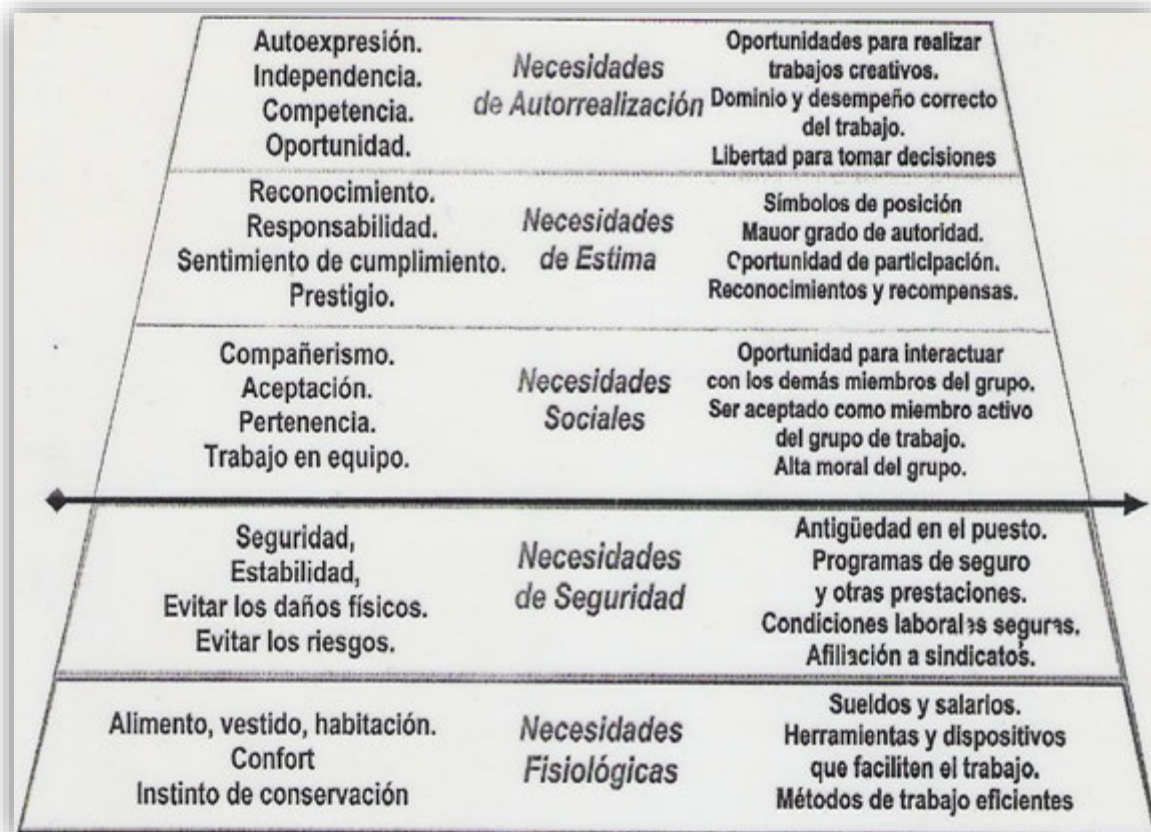 Autoexpresión.
Independencia.
Competencia.
Oportunidad.
Necesidades
de Autorrealización
Oportunidades para realizar
trabajos creativos.
Dominio y desempeño correcto
del trabajo.
Libertad para tomar decisiones
Reconocimiento.
Responsabilidad.
Sentimiento de cumplimiento.
Prestigio.
Necesidades
de Estima
Símbolos de posición
Mauor grado de autoridad.
Oportunidad de participación.
Reconocimientos y recompensas.
Compañerismo.
Aceptación.
Pertenencia.
Trabajo en equipo.
Necesidades
Sociales
Oportunidad para interactuar
con los demás miembros del grupo.
Ser aceptado como miembro activo
del grupo de trabajo.
Alta moral del grupo.
Seguridad,
Estabilidad,
Evitar los daños físicos.
Evitar los riesgos.
Necesidades
de Seguridad
Antigüedad en el puesto.
Programas de seguro
y otras prestaciones.
Condiciones laborales seguras.
Afiliación a sindicatos.
Alimento, vestido, habitación.
Confort
Instinto de conservación
Necesidades
Fisiológicas
Sueldos y salarios.
Herramientas y dispositivos
que faciliten el trabajo.
Métodos de trabajo eficientes